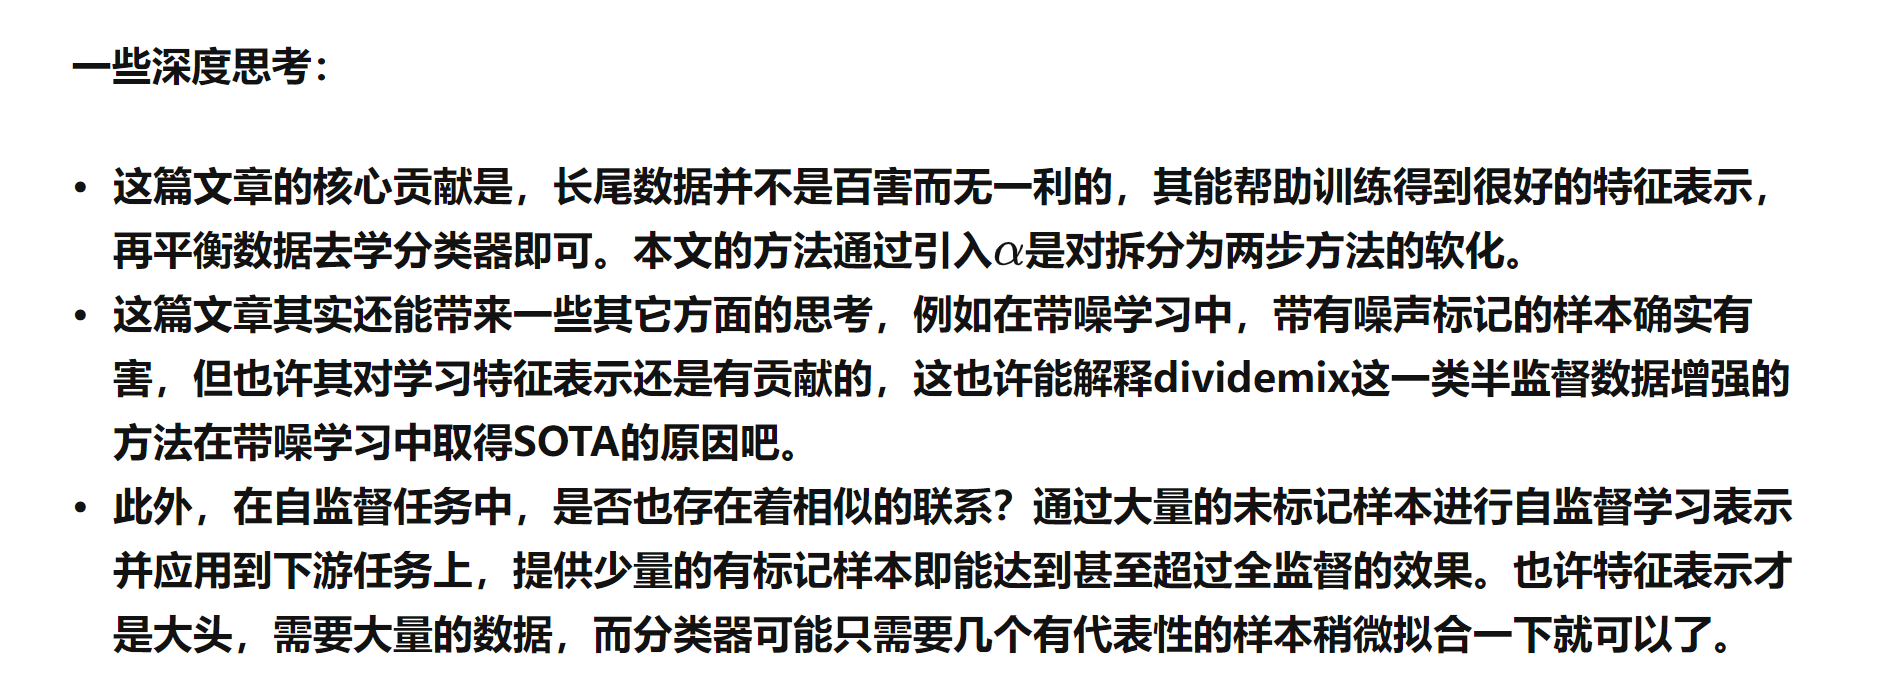 一些深度思考：
• 这篇文章的核心贡献是，长尾数据并不是百害而无一利的，其能帮助训练得到很好的特征表示，
再平衡数据去学分类器即可。本文的方法通过引入α是对拆分为两步方法的软化。
• 这篇文章其实还能带来一些其它方面的思考，例如在带噪学习中，带有噪声标记的样本确实有
害，但也许其对学习特征表示还是有贡献的，这也许能解释dividemix这一类半监督数据增强的
方法在带噪学习中取得SOTA的原因吧。
• 此外，在自监督任务中，是否也存在着相似的联系？通过大量的未标记样本进行自监督学习表示
并应用到下游任务上，提供少量的有标记样本即能达到甚至超过全监督的效果。也许特征表示才
是大头，需要大量的数据，而分类器可能只需要几个有代表性的样本稍微拟合一下就可以了。